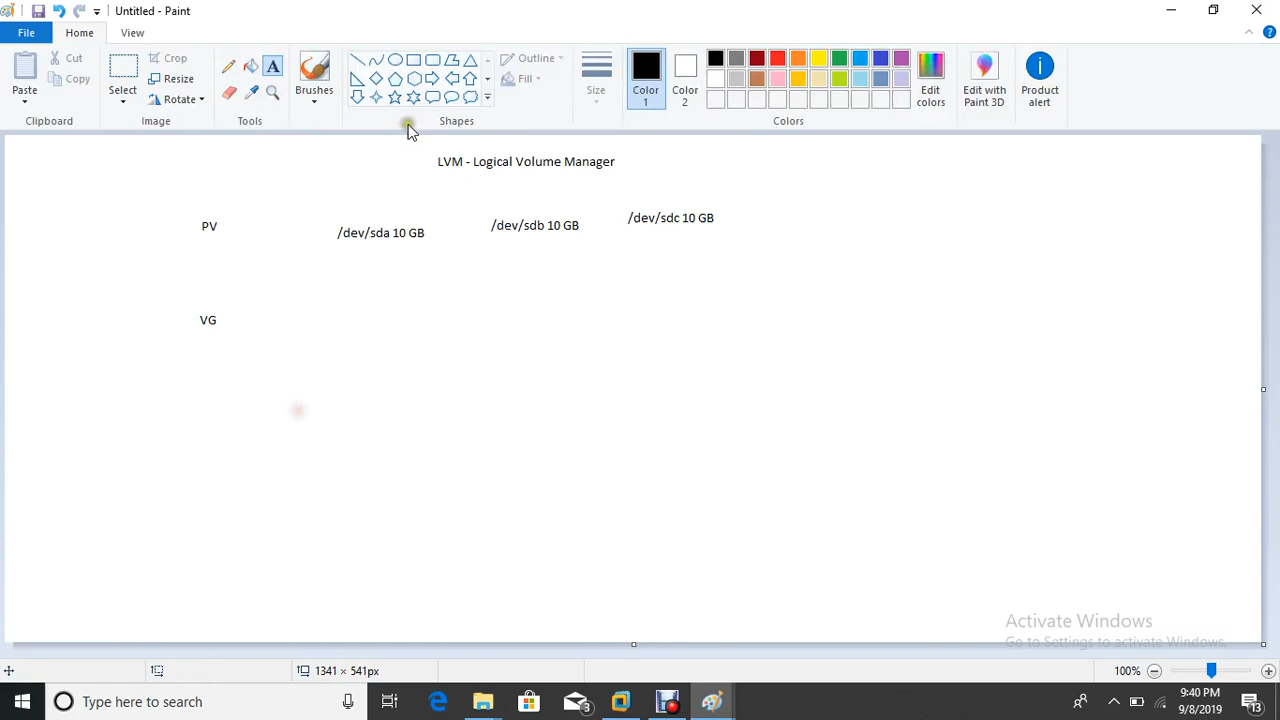 Untitled - Paint
File
Home
View
Paste
Cut
Copy
Clipboard
Select
Crop
Resize
Rotate
Image
A
Tools
Brushes
Shapes
Outline
Fill
Size
Color 1
Color 2
Colors
Edit colors
Edit with Paint 3D
Product alert
LVM - Logical Volume Manager
PV
/dev/sda 10 GB
/dev/sdb 10 GB
/dev/sdc 10 GB
VG
Activate Windows
Go to Settings to activate Windows.
1341 × 541px
100%
Type here to search
3
9:40 PM
9/8/2019
13